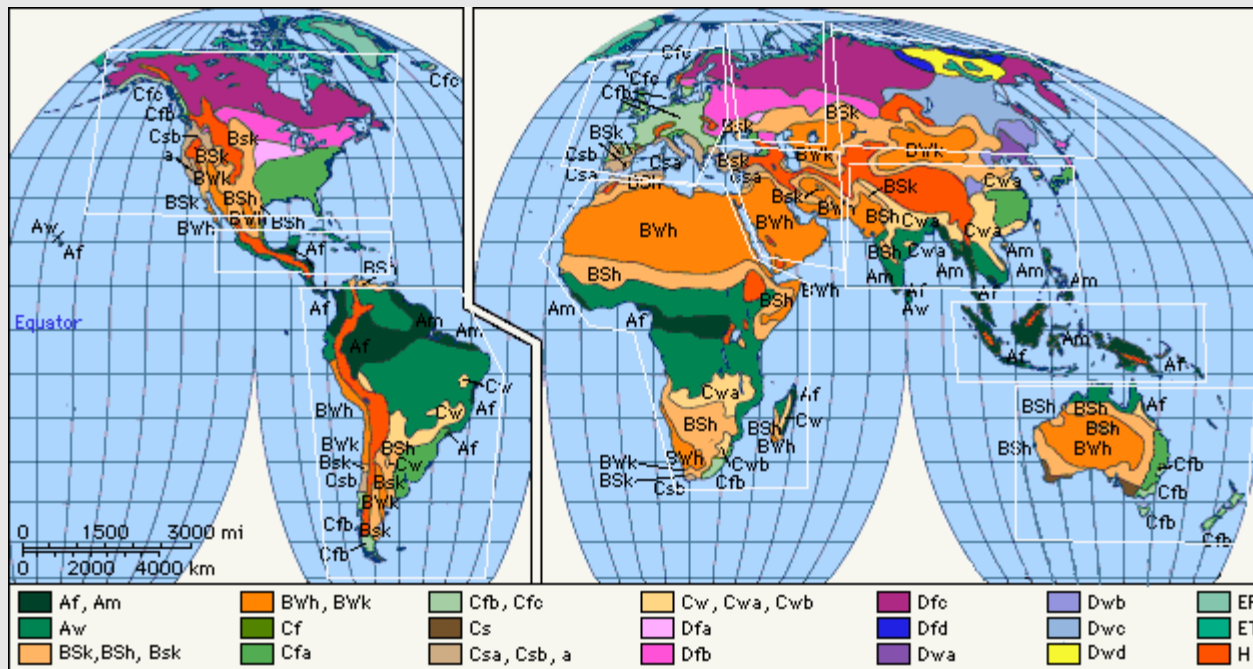 Cfc
Cfc
Cfb
Csb
a
Bsk
BSk
BWk
BSk
BSh
BWh
BSh
BWh
Aw
Af
Af
BSh
Equator
Af
Am
Am
Af
Cw
Af
Cw
BWh
BSh
Af
BWk
Bsk
Cw
Csb
Bsk
BWk
Cfb
Bsk
Cfb
0 1500 3000 mi
0 2000 4000 km
Cfc
Cfc
Cfb
BSk
Csb
Csa
Csa
BSh
BSk
Bsk
Csa
BWk
BWk
Bsk
BWh
BWh
BWh
BSk
BSh
Cwa
Cwa
Cwa
Cwa
BSh
BSh
BWh
Am
Af
Am
Am
Am
Am
Af
Af
Aw
Af
Am
Af
Cwa
Af
Cw
BSh
BSh
BWh
BWh
BWk
BSk
Csb
Cwb
Cfb
BSh
BSh
Af
BSh
BSh
BWh
Cfb
Cfb
Cfb
Af, Am
BWh, BWk
Cfb, Cfc
Cw, Cwa, Cwb
Dfc
Dwb
Aw
Cf
Cs
Dfa
Dfd
Dwc
BSk,BSh, Bsk
Cfa
Csa, Csb, a
Dfb
Dwa
Dwd
H